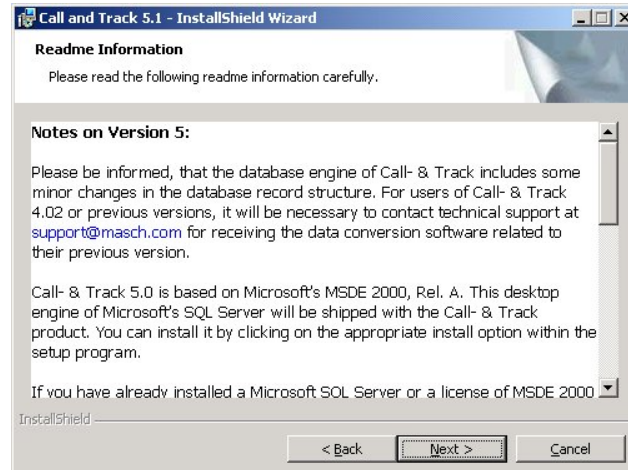 Call and Track 5.1 - InstallShield Wizard
Readme Information
Please read the following readme information carefully.
Notes on Version 5:
Please be informed, that the database engine of Call- & Track includes some
minor changes in the database record structure. For users of Call- & Track
4.02 or previous versions, it will be necessary to contact technical support at
support@masch.com for receiving the data conversion software related to
their previous version.
Call- & Track 5.0 is based on Microsoft's MSDE 2000, Rel. A. This desktop
engine of Microsoft's SQL Server will be shipped with the Call- & Track
product. You can install it by clicking on the appropriate install option within the
setup program.
If you have already installed a Microsoft SQL Server or a license of MSDE 2000
InstallShield
< Back Next > Cancel